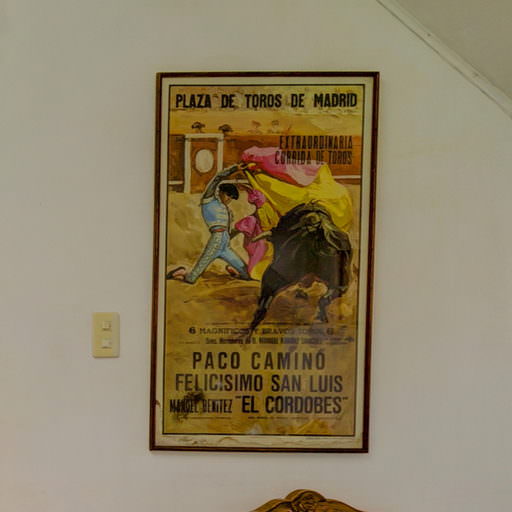 PLAZA DE TOROS DE MADRID
EXTRAORDINARIA
CORRIDA DE TOROS
6 MAGNIFICOS Y BRAVOS TOROS 6
PACO CAMINO
FELICISIMO SAN LUIS
MANUEL BENITEZ "EL CORDOBES"